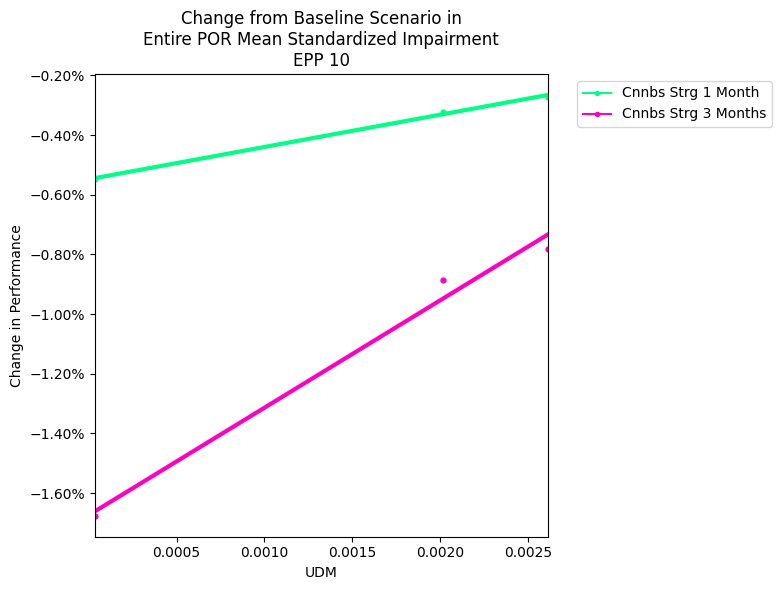 Change from Baseline Scenario in
Entire POR Mean Standardized Impairment
EPP 10
Cnnbs Strg 1 Month
Cnnbs Strg 3 Months
Change in Performance
−0.20%
−0.40%
−0.60%
−0.80%
−1.00%
−1.20%
−1.40%
−1.60%
0.0005
0.0010
0.0015
0.0020
0.0025
UDM